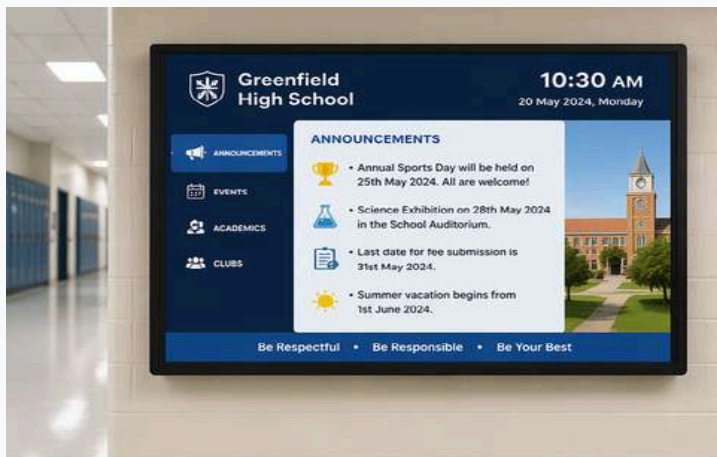 Greenfield
High School
10:30 AM
20 May 2024, Monday
ANNOUNCEMENTS
EVENTS
ACADEMICS
CLUBS
ANNOUNCEMENTS
• Annual Sports Day will be held on
25th May 2024. All are welcome!
• Science Exhibition on 28th May 2024
in the School Auditorium.
• Last date for fee submission is
31st May 2024.
• Summer vacation begins from
1st June 2024.
Be Respectful • Be Responsible • Be Your Best